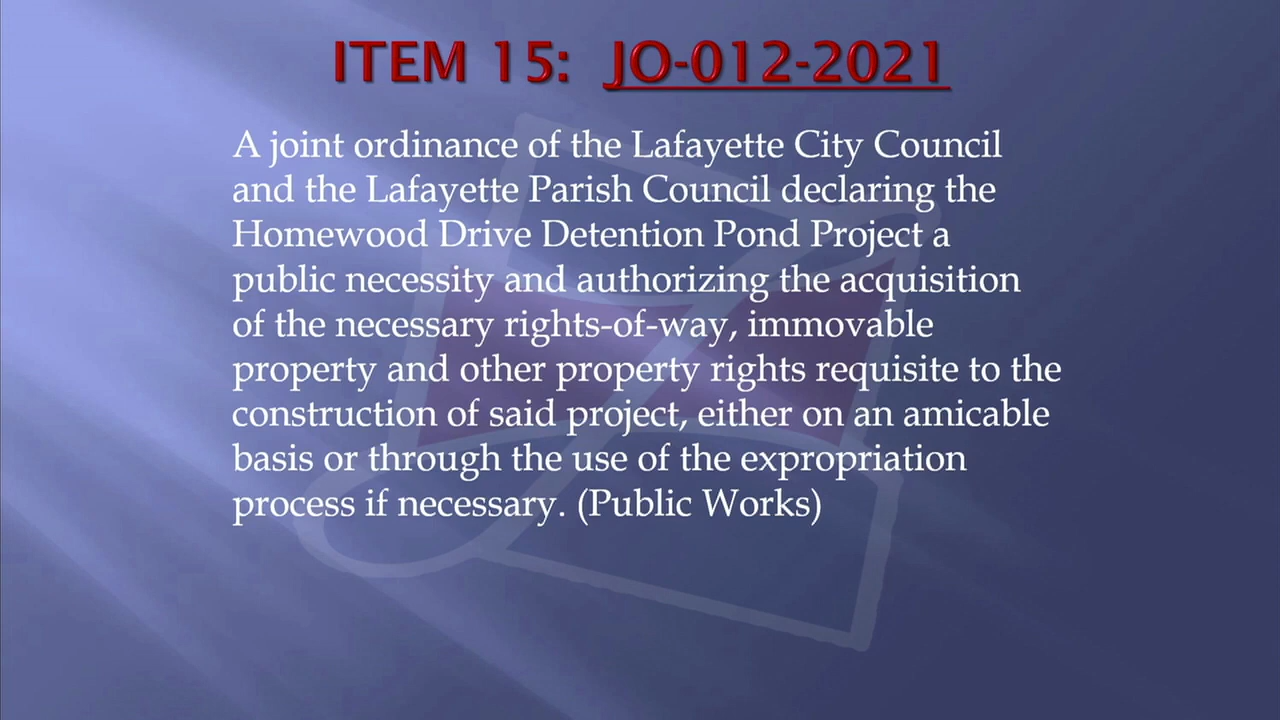 ITEM 15: JO-012-2021
A joint ordinance of the Lafayette City Council
and the Lafayette Parish Council declaring the
Homewood Drive Detention Pond Project a
public necessity and authorizing the acquisition
of the necessary rights-of-way, immovable
property and other property rights requisite to the
construction of said project, either on an amicable
basis or through the use of the expropriation
process if necessary. (Public Works)